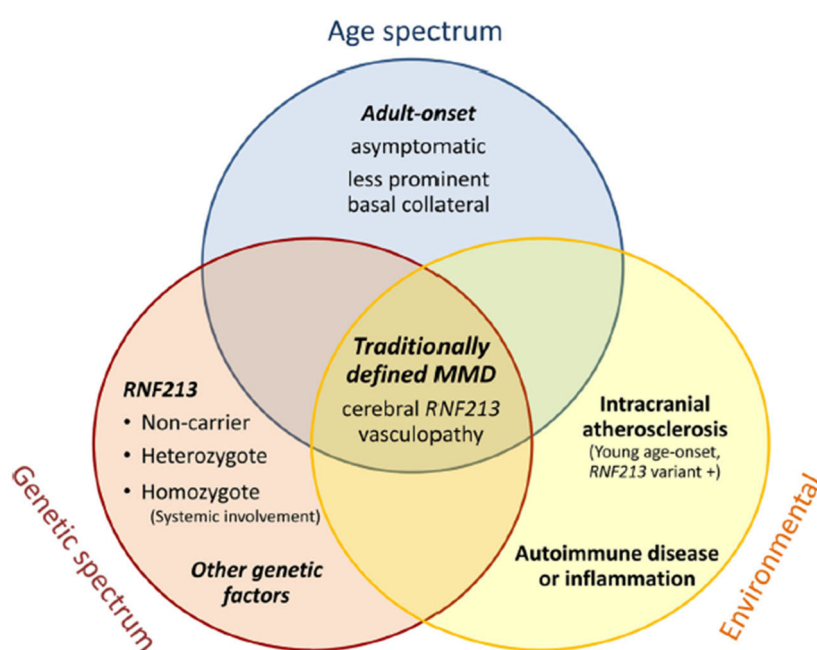 Age spectrum
Adult-onset
asymptomatic
less prominent
basal collateral
Traditionally
defined MMD
cerebral RNF213
vasculopathy
RNF213
• Non-carrier
• Heterozygote
• Homozygote
(Systemic involvement)
Other genetic
factors
Intracranial
atherosclerosis
(Young age-onset,
RNF213 variant +)
Autoimmune disease
or inflammation
Genetic spectrum
Environmental